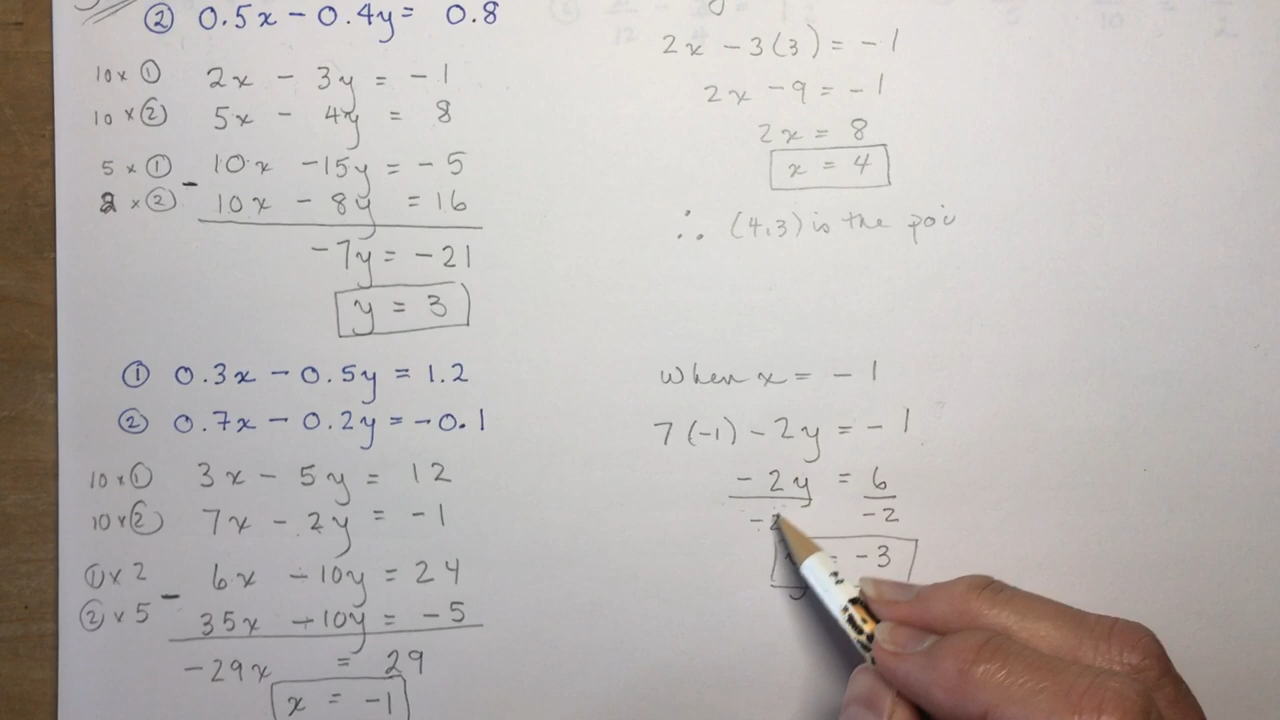 ② 0.5x - 0.4y = 0.8
10x ① 2x - 3y = -1
10 x ② 5x - 4y = 8
5 x ① 10x - 15y = -5
2 x ② - 10x - 8y = 16
-7y = -21
y = 3
① 0.3x - 0.5y = 1.2
② 0.7x - 0.2y = -0.1
10x① 3x - 5y = 12
10x② 7x - 2y = -1
① x 2 6x - 10y = 24
② x 5 - 35x - 10y = -5
-29x = 29
x = -1
2x - 3(3) = -1
2x - 9 = -1
2x = 8
x = 4
∴ (4,3) is the poi
When x = -1
7(-1) - 2y = -1
-2y = 6
-2 -2
= -3